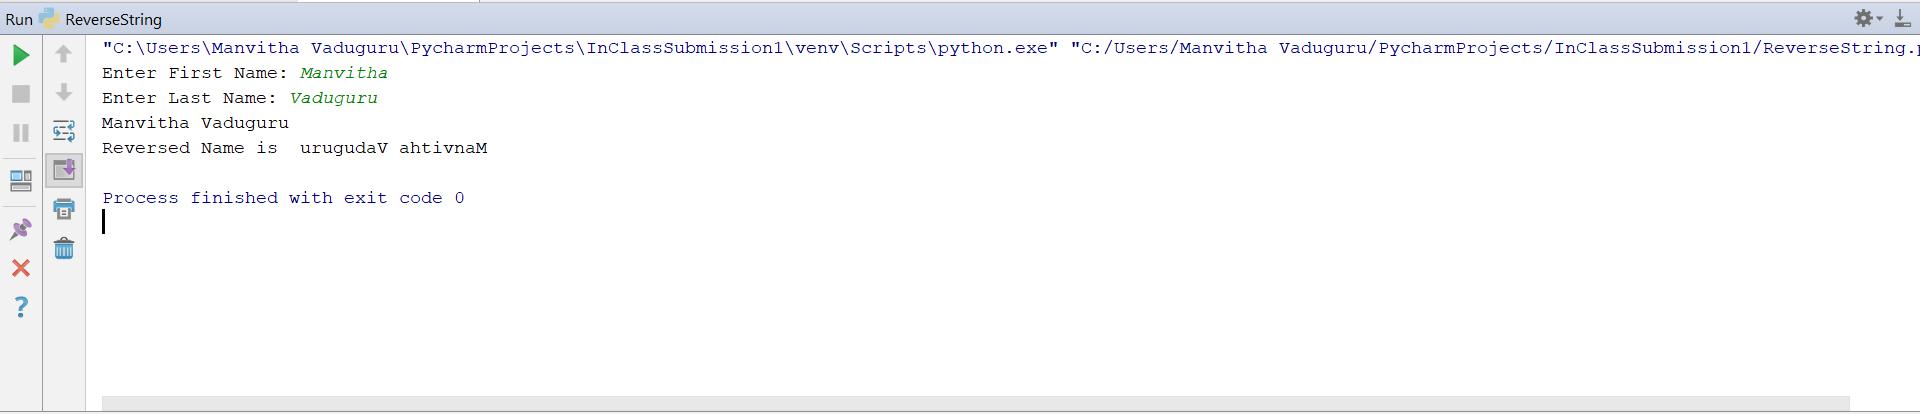 Run ReverseString
"C:\Users\Manvitha Vaduguru\PycharmProjects\InClassSubmission1\venv\Scripts\python.exe" "C:/Users/Manvitha Vaduguru/PycharmProjects/InClassSubmission1/ReverseString.p
Enter First Name: Manvitha
Enter Last Name: Vaduguru
Manvitha Vaduguru
Reversed Name is  urugudaV ahtivnaM
Process finished with exit code 0